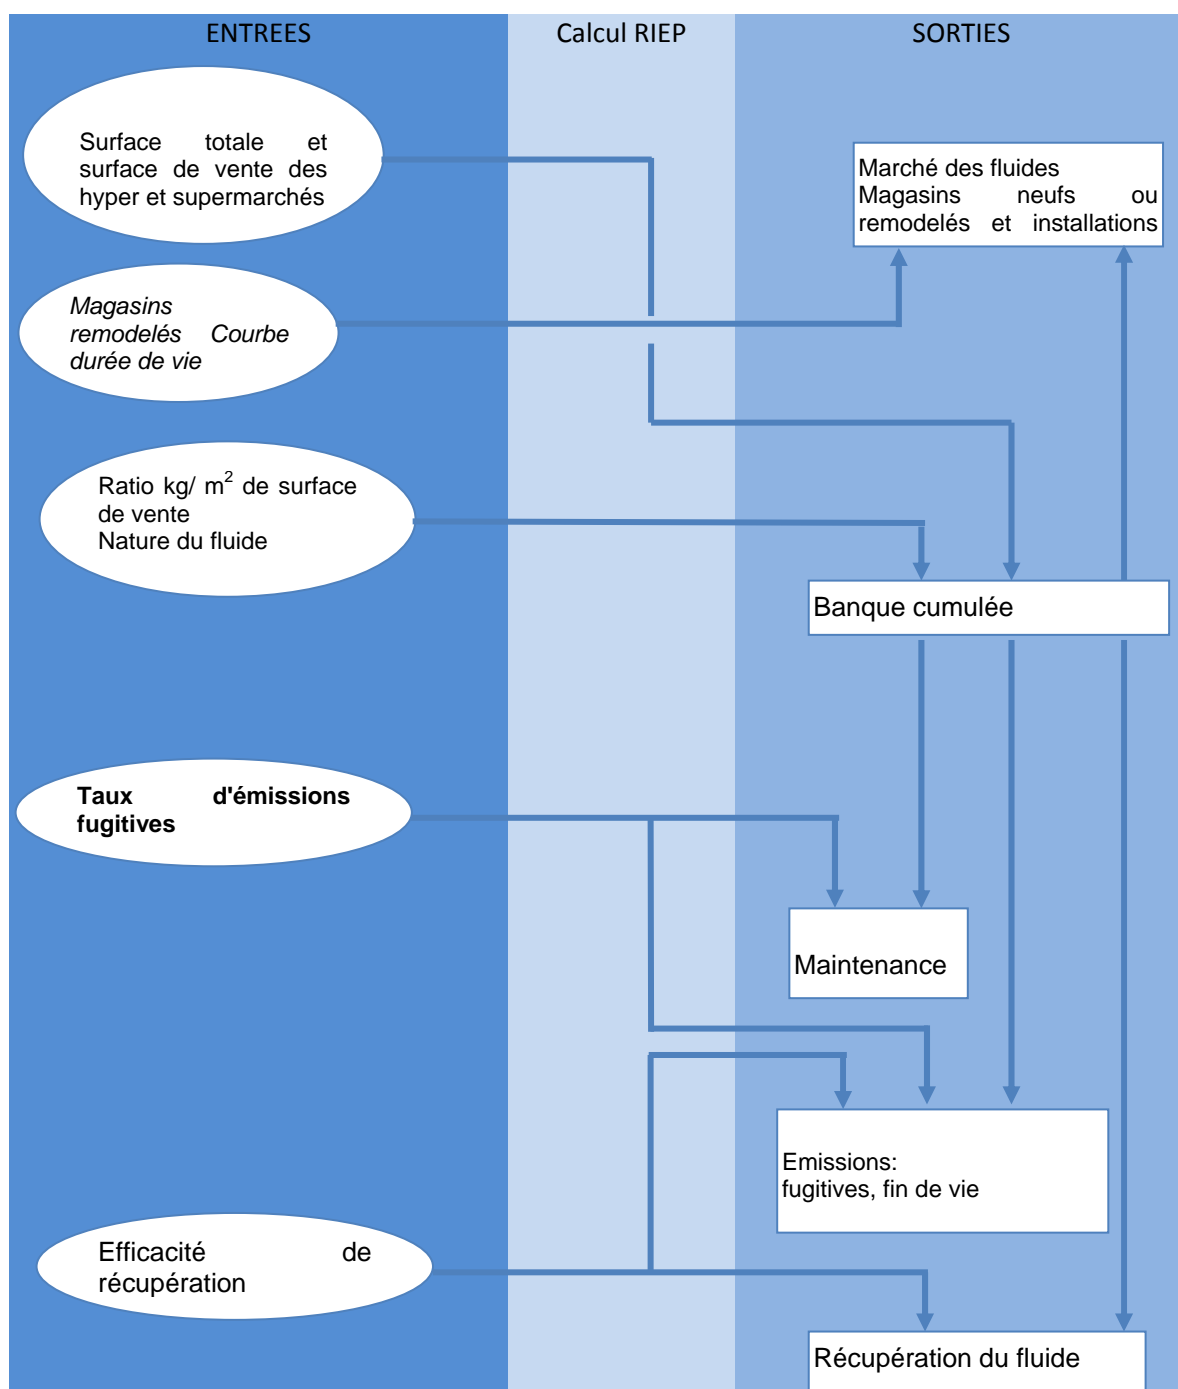 ENTREES
Calcul RIEP
SORTIES
Surface totale et
surface de vente des
hyper et supermarchés
Marché des fluides
Magasins neufs ou
remodelés et installations
Magasins
remodelés Courbe
durée de vie
Ratio kg/ m² de surface
de vente
Nature du fluide
Banque cumulée
Taux d'émissions
fugitives
Maintenance
Emissions:
fugitives, fin de vie
Efficacité de
récupération
Récupération du fluide